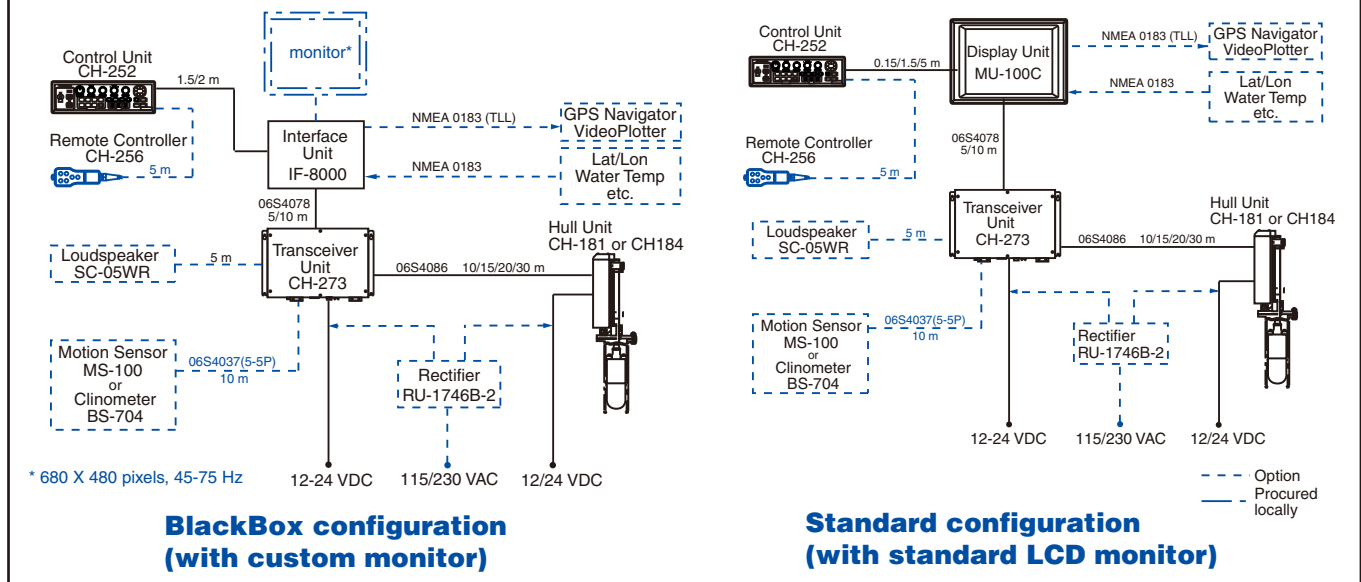 monitor*
Control Unit
CH-252
1.5/2 m
Remote Controller
CH-256
5 m
Interface
Unit
IF-8000
NMEA 0183 (TLL)
GPS Navigator
VideoPlotter
NMEA 0183
Lat/Lon
Water Temp
etc.
06S4078
5/10 m
Loudspeaker
SC-05WR
5 m
Transceiver
Unit
CH-273
06S4086 10/15/20/30 m
Hull Unit
CH-181 or CH184
Motion Sensor
MS-100
or
Clinometer
BS-704
06S4037(5-5P)
10 m
Rectifier
RU-1746B-2
* 680 X 480 pixels, 45-75 Hz
12-24 VDC
115/230 VAC
12/24 VDC
BlackBox configuration
(with custom monitor)
Control Unit
CH-252
0.15/1.5/5 m
Display Unit
MU-100C
NMEA 0183 (TLL)
GPS Navigator
VideoPlotter
NMEA 0183
Lat/Lon
Water Temp
etc.
Remote Controller
CH-256
5 m
06S4078
5/10 m
Loudspeaker
SC-05WR
5 m
Transceiver
Unit
CH-273
06S4086 10/15/20/30 m
Hull Unit
CH-181 or CH184
Motion Sensor
MS-100
or
Clinometer
BS-704
06S4037(5-5P)
10 m
Rectifier
RU-1746B-2
12-24 VDC
115/230 VAC
12/24 VDC
Option
Procured
locally
Standard configuration
(with standard LCD monitor)